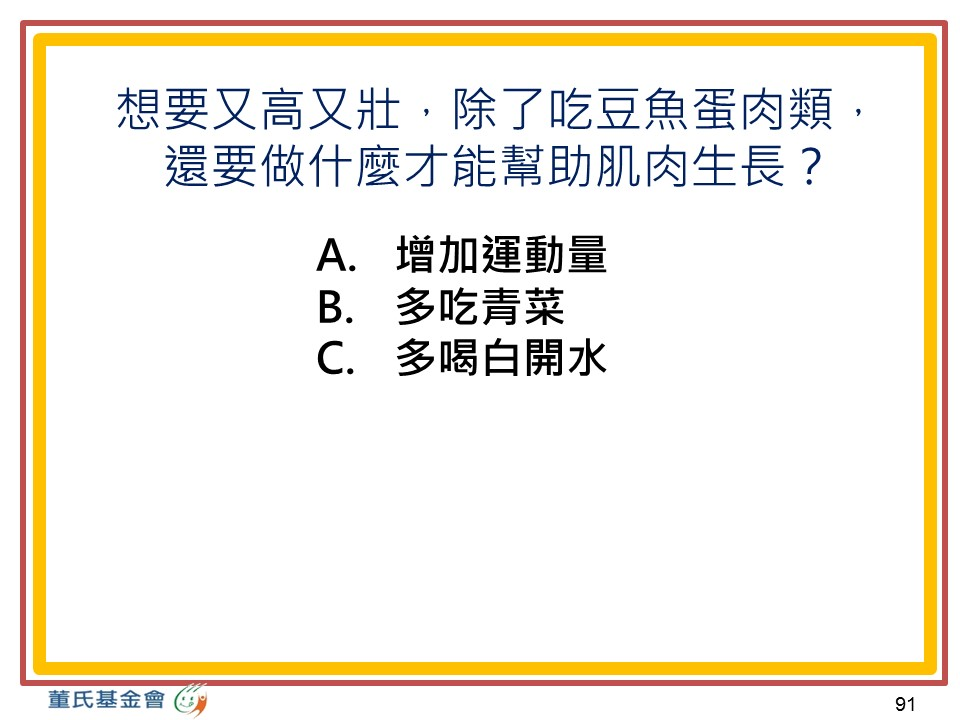 想要又高又壯，除了吃豆魚蛋肉類，
還要做什麼才能幫助肌肉生長？
A. 增加運動量
B. 多吃青菜
C. 多喝白開水
董氏基金會
91